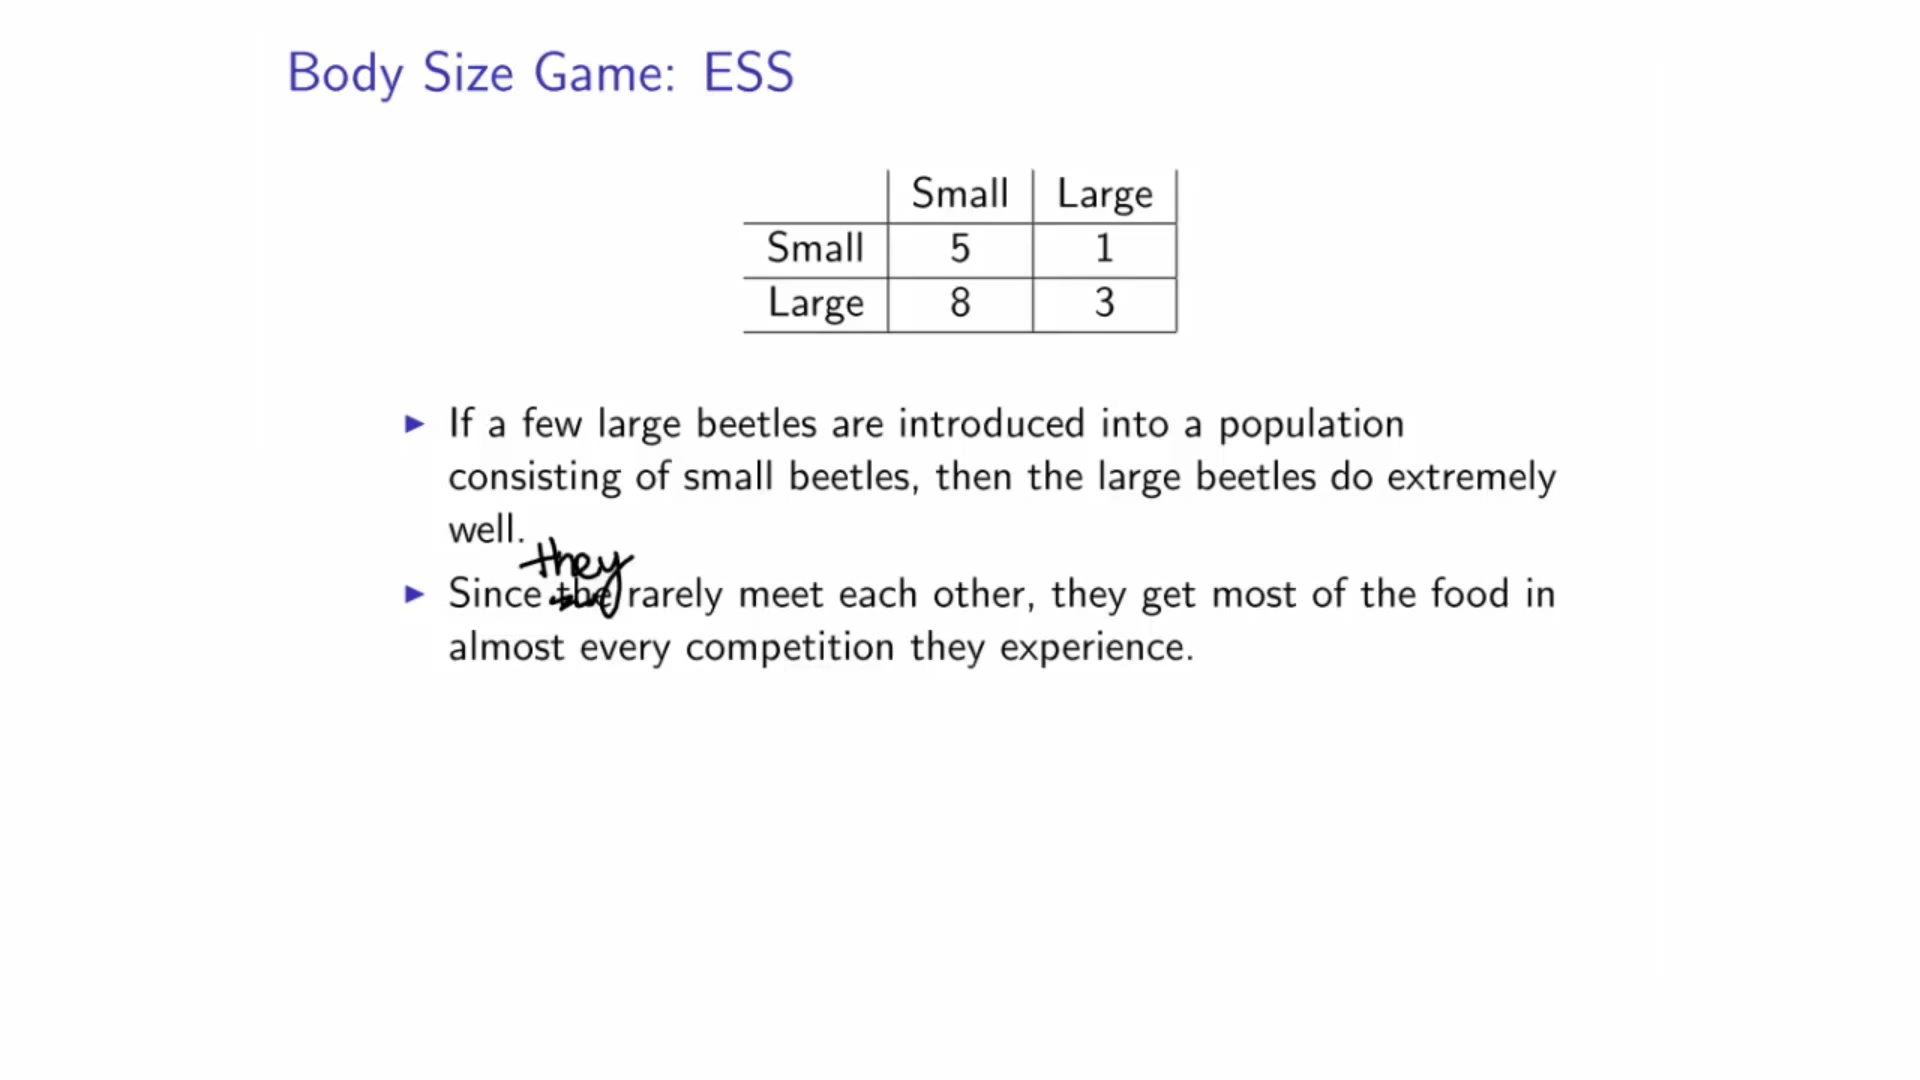 Body Size Game: ESS
Small Large
Small 5 1
Large 8 3
If a few large beetles are introduced into a population
consisting of small beetles, then the large beetles do extremely
well.
they
Since the rarely meet each other, they get most of the food in
almost every competition they experience.